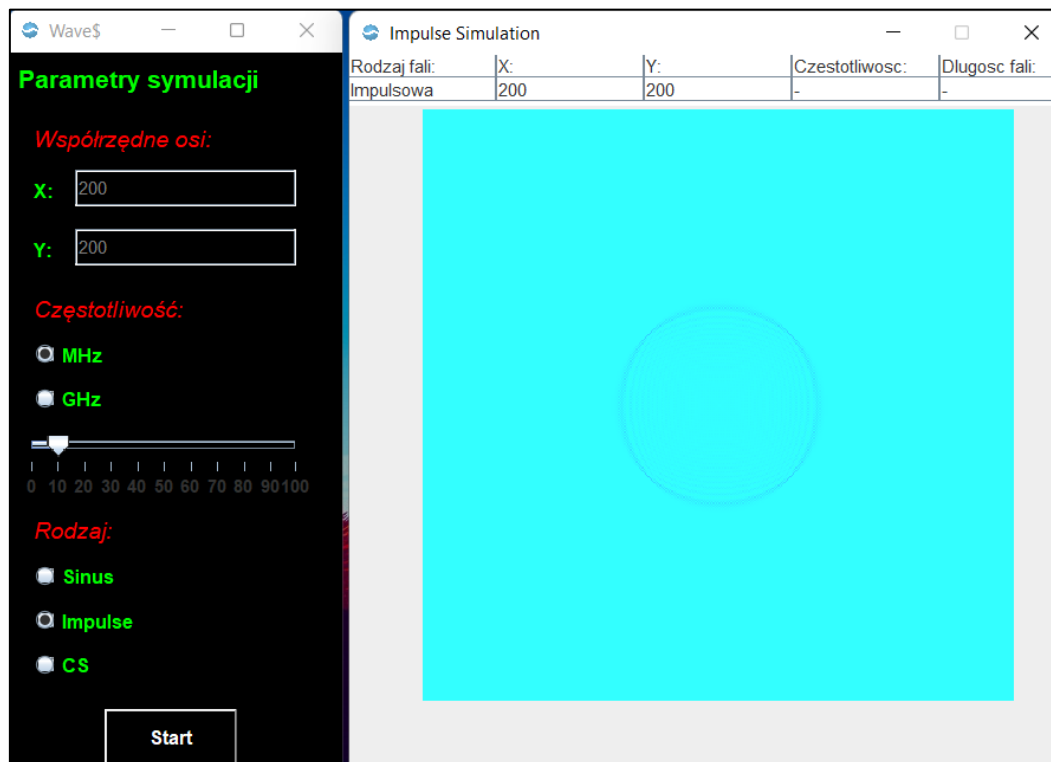 Wave$
Parametry symulacji
Współrzędne osi:
X: 200
Y: 200
Częstotliwość:
MHz
GHz
0 10 20 30 40 50 60 70 80 90 100
Rodzaj:
Sinus
Impulse
CS
Start
Impulse Simulation
Rodzaj fali: X: Y: Czestotliwosc: Dlugosc fali:
Impulsowa 200 200 - -